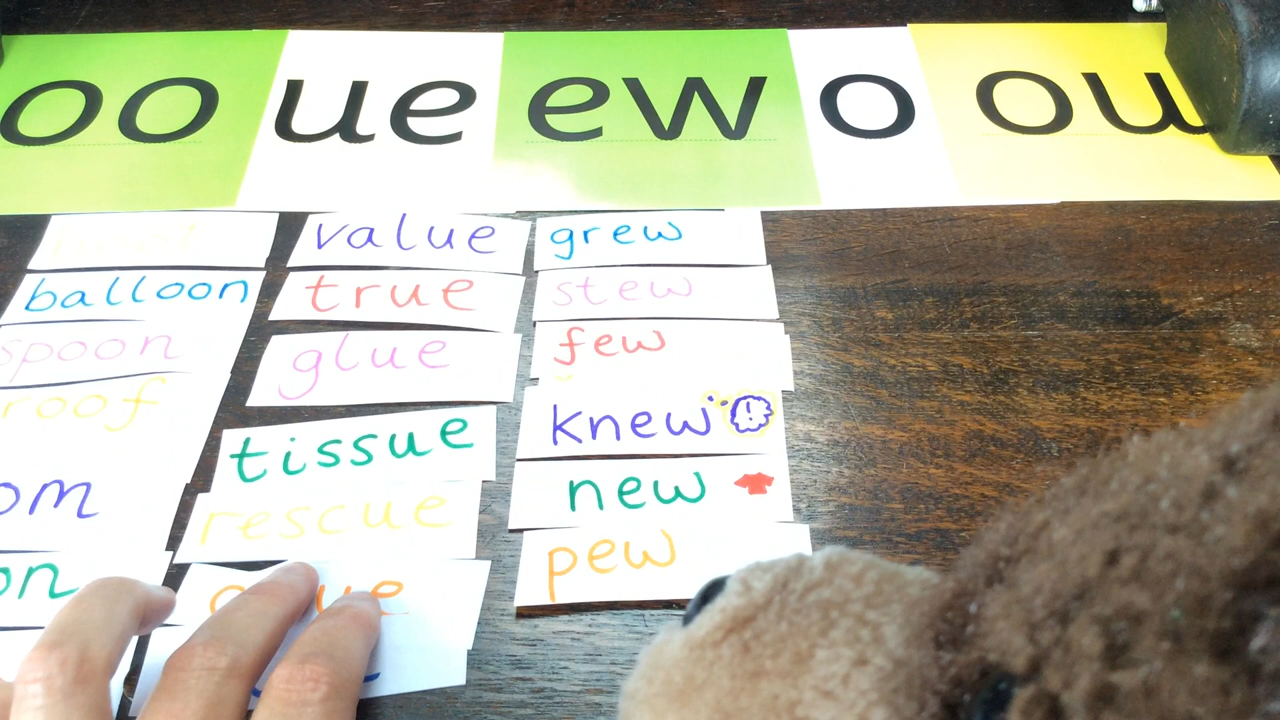 oo ue ew o ou
value grew
balloon true stew
spoon glue few
roof tissue knew
rescue new
pew